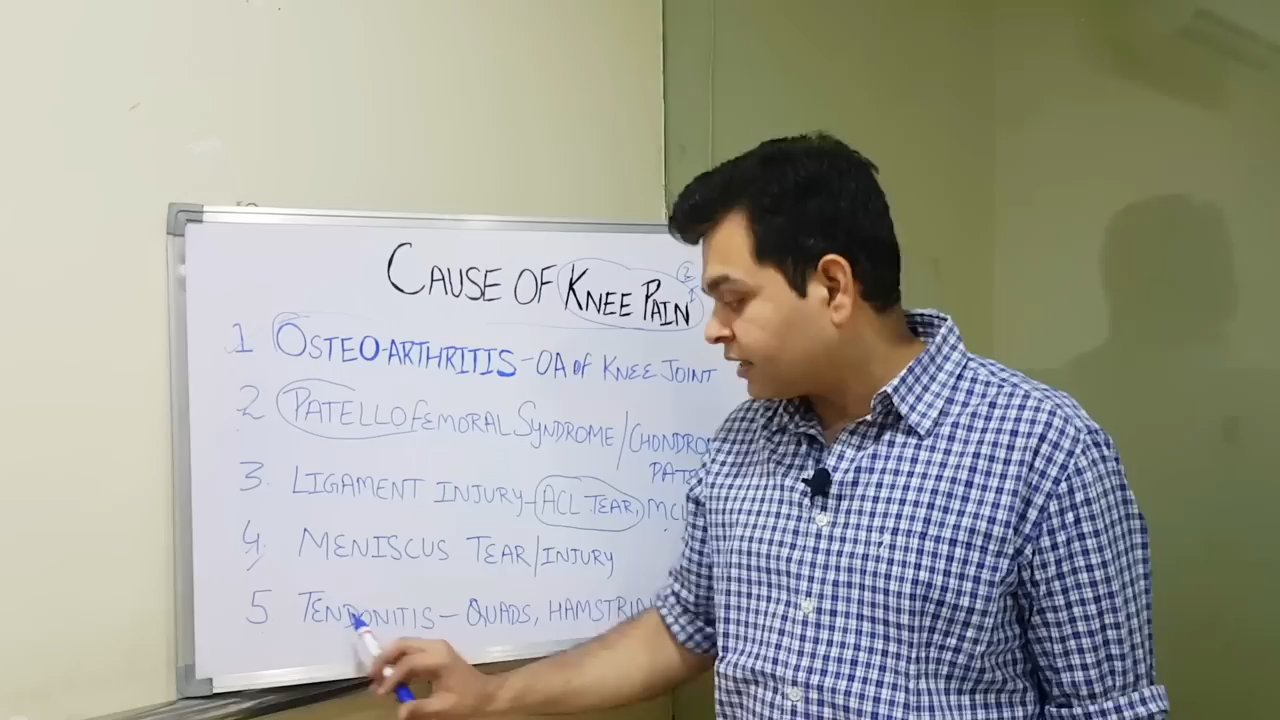 CAUSE OF KNEE PAIN
1 OSTEO-ARTHRITIS - OA OF KNEE JOINT
2 PATELLOFEMORAL SYNDROME /
3 LIGAMENT INJURY - ACL TEAR,
4 MENISCUS TEAR/INJURY
5 TENDONITIS - QUADS,